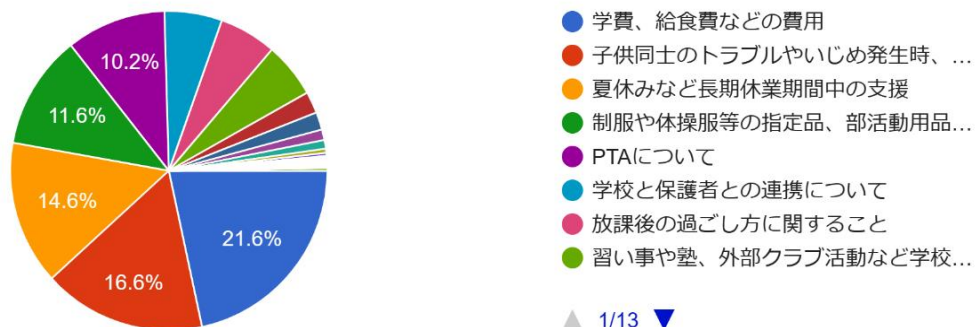 10.2%
11.6%
14.6%
16.6%
21.6%
学費、給食費などの費用
子供同士のトラブルやいじめ発生時、...
夏休みなど長期休業期間中の支援
制服や体操服等の指定品、部活動用品...
PTAについて
学校と保護者との連携について
放課後の過ごし方に関すること
習い事や塾、外部クラブ活動など学校...
1/13